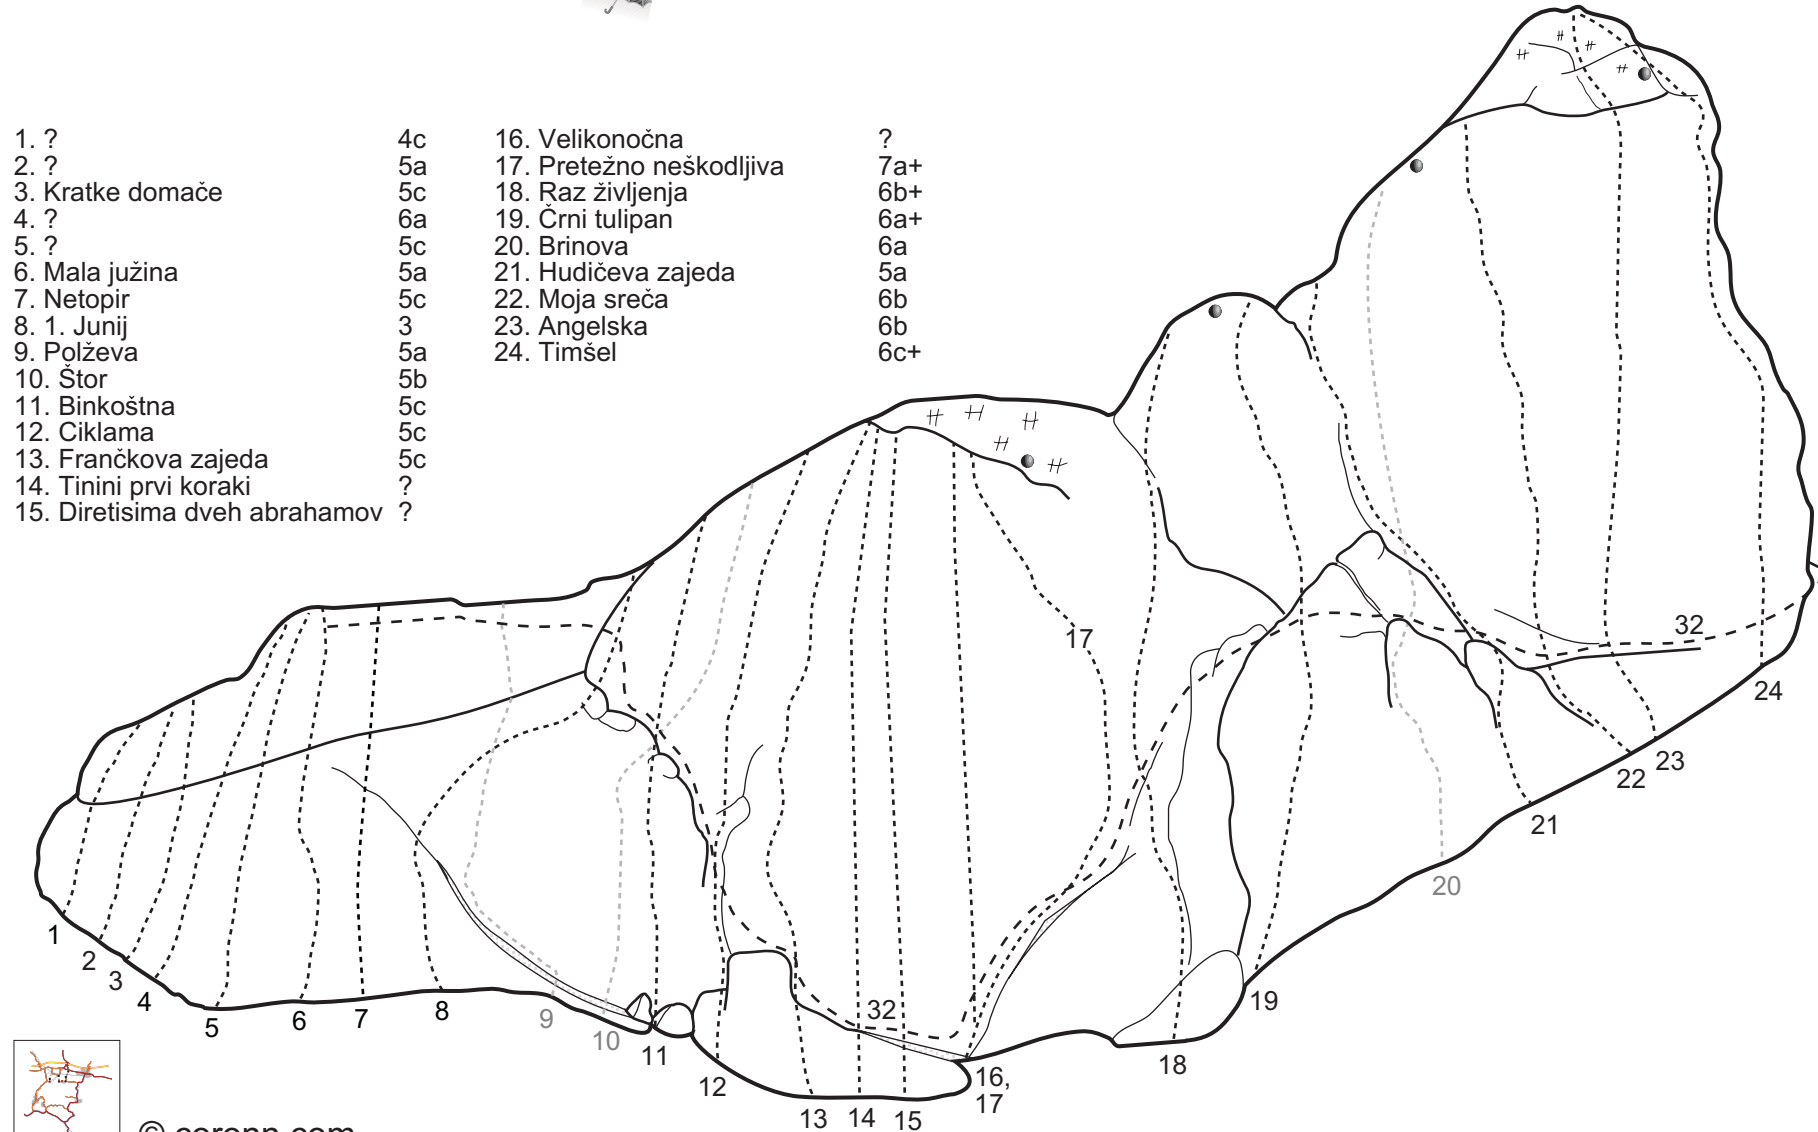 1. ? 4c
2. ? 5a
3. Kratke domače 5c
4. ? 6a
5. ? 5c
6. Mala južina 5a
7. Netopir 5c
8. 1. Junij 3
9. Polževa 5a
10. Štor 5b
11. Binkoštna 5c
12. Ciklama 5c
13. Frančkova zajeda 5c
14. Tinini prvi koraki ?
15. Diretisima dveh abrahamov ?
16. Velikonočna ?
17. Pretežno neškodljiva 7a+
18. Raz življenja 6b+
19. Črni tulipan 6a+
20. Brinova 6a
21. Hudičeva zajeda 5a
22. Moja sreča 6b
23. Angelska 6b
24. Timšel 6c+
17
32
24
23
22
21
20
1
2
3
4
5
6
7
8
9
10
11
12
13
14
15
32
16,
17
18
19